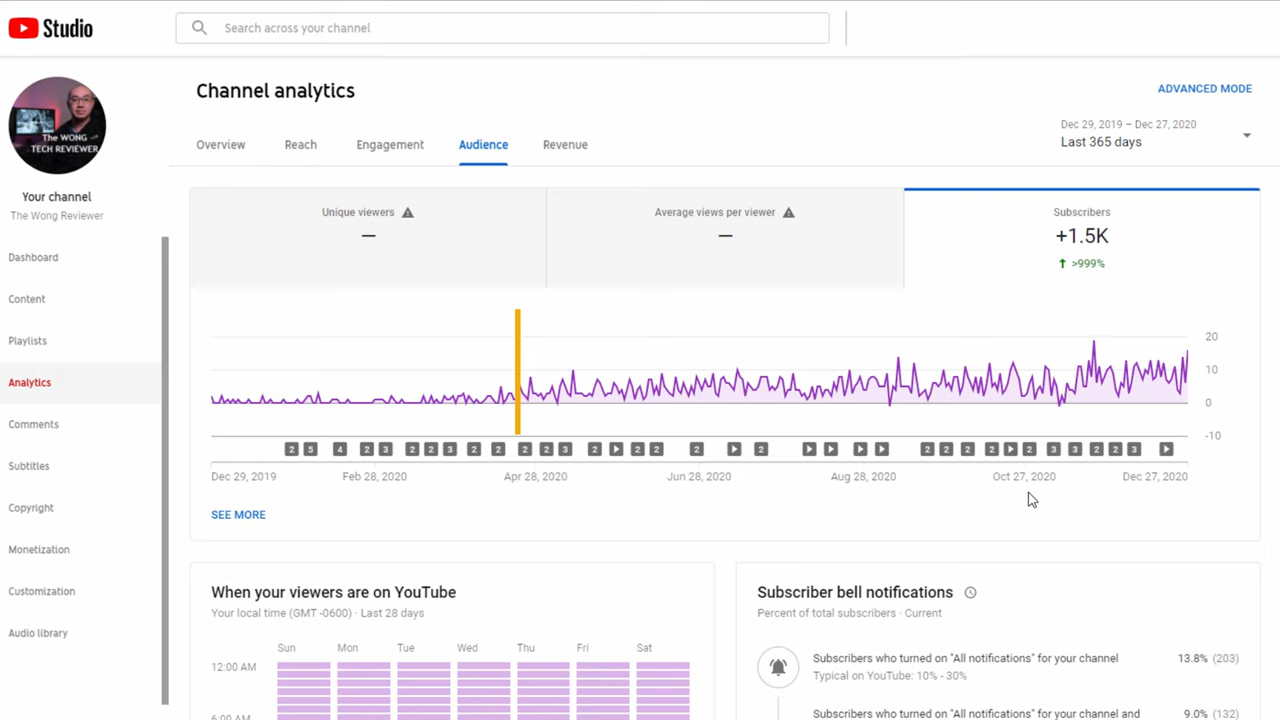 Studio
Search across your channel
Channel analytics
ADVANCED MODE
Dec 29, 2019 – Dec 27, 2020
Last 365 days
Overview
Reach
Engagement
Audience
Revenue
The WONG
TECH REVIEWER
Your channel
The Wong Reviewer
Dashboard
Content
Playlists
Analytics
Comments
Subtitles
Copyright
Monetization
Customization
Audio library
Unique viewers
—
Average views per viewer
—
Subscribers
+1.5K
>999%
20
10
0
-10
2 5 4 2 3 2 2 3 2 2 2 2 3 2 2 2 2 2 2 2 2 2 2 3 3 2 2 3
Dec 29, 2019 Feb 28, 2020 Apr 28, 2020 Jun 28, 2020 Aug 28, 2020 Oct 27, 2020 Dec 27, 2020
SEE MORE
When your viewers are on YouTube
Your local time (GMT -0600) · Last 28 days
Sun Mon Tue Wed Thu Fri Sat
12:00 AM
6:00 AM
Subscriber bell notifications
Percent of total subscribers · Current
Subscribers who turned on "All notifications" for your channel 13.8% (203)
Typical on YouTube: 10% - 30%
Subscribers who turned on "All notifications" for your channel and 9.0% (132)